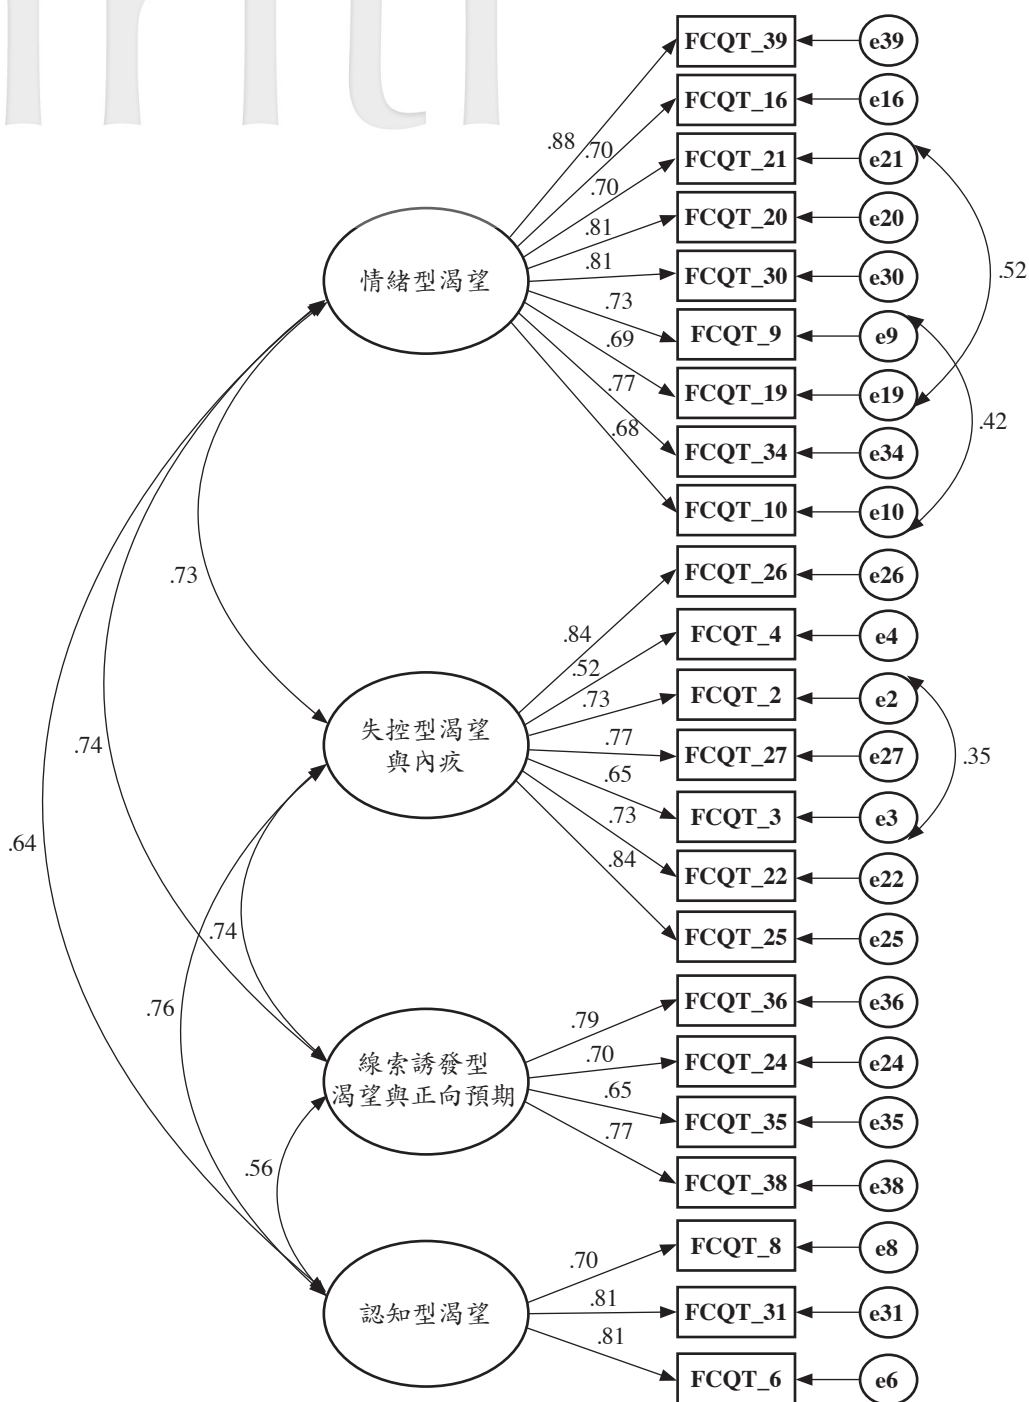 FCQT_39
e39
FCQT_16
e16
.88
.70
FCQT_21
e21
.70
FCQT_20
e20
.81
情緒型渴望
.81
FCQT_30
e30
.52
.73
FCQT_9
e9
.69
FCQT_19
e19
.77
.42
.68
FCQT_34
e34
FCQT_10
e10
.73
FCQT_26
e26
.84
FCQT_4
e4
.52
.73
FCQT_2
e2
失控型渴望
與內疚
.74
.77
FCQT_27
e27
.35
.65
FCQT_3
e3
.73
.64
.84
FCQT_22
e22
.74
FCQT_25
e25
.76
.79
FCQT_36
e36
線索誘發型
渴望與正向預期
.70
FCQT_24
e24
.65
FCQT_35
e35
.77
.56
FCQT_38
e38
.70
FCQT_8
e8
認知型渴望
.81
FCQT_31
e31
.81
FCQT_6
e6